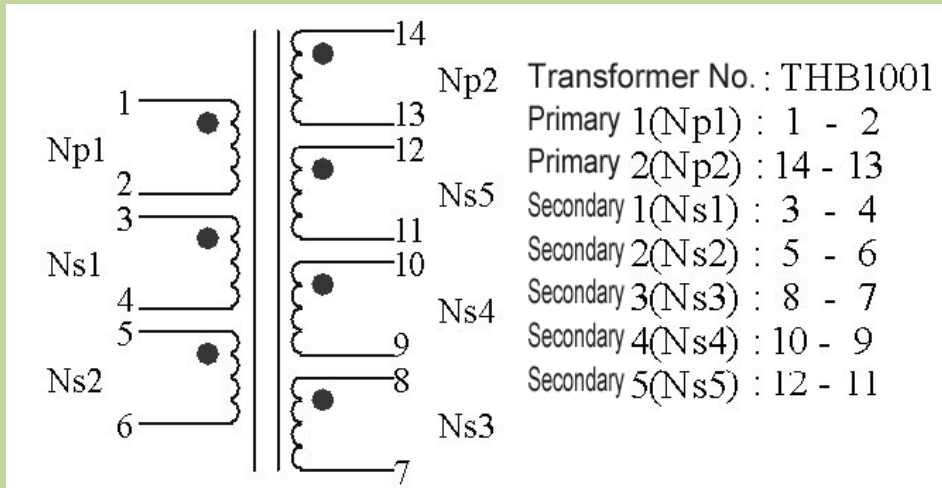 14
Np2
13
1
Np1
2
12
Ns5
11
3
Ns1
4
10
Ns4
9
5
Ns2
6
8
Ns3
7
Transformer No. : THB1001
Primary 1(Np1) : 1 - 2
Primary 2(Np2) : 14 - 13
Secondary 1(Ns1) : 3 - 4
Secondary 2(Ns2) : 5 - 6
Secondary 3(Ns3) : 8 - 7
Secondary 4(Ns4) : 10 - 9
Secondary 5(Ns5) : 12 - 11